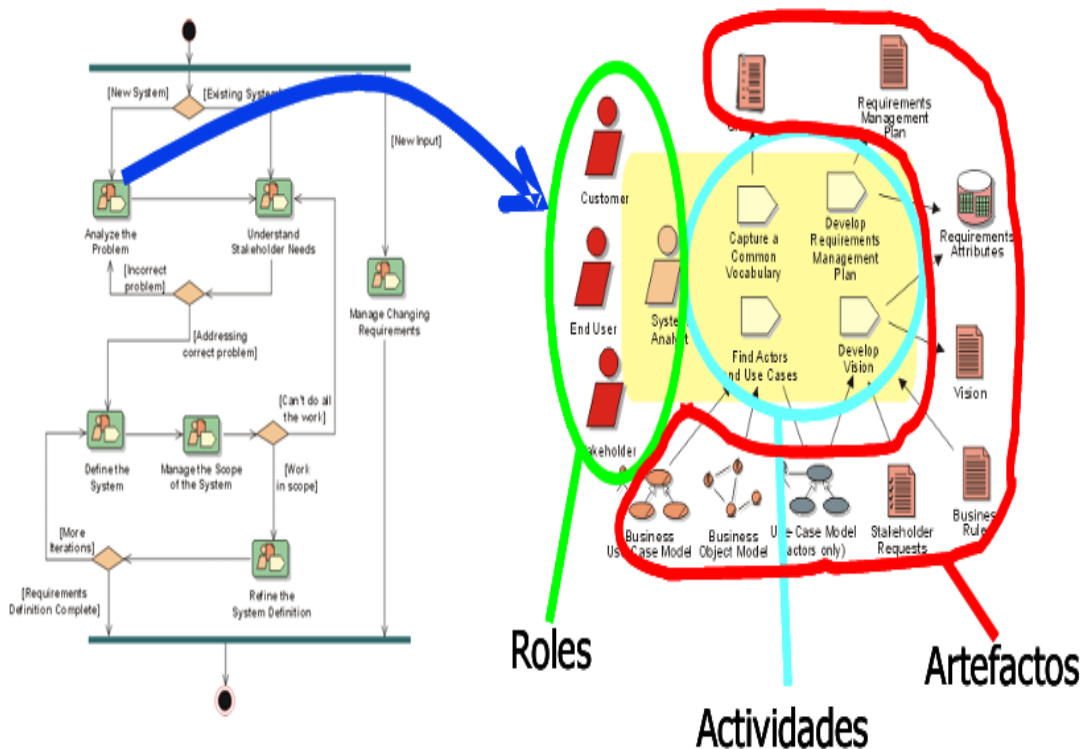 [New System]
[Existing System]
[New Input]
Analyze the
Problem
Understand
Stakeholder Needs
[Incorrect
problem]
Manage Changing
Requirements
[Addressing
correct problem]
[Can't do all
the work]
Define the
System
Manage the Scope
of the System
[Work
in scope]
[More
Iterations]
Refine the
System Definition
[Requirements
Definition Complete]
Customer
End User
System
Analyst
Capture a
Common
Vocabulary
Develop
Requirements
Management
Plan
Find Actors
and Use Cases
Develop
Vision
Requirements
Management
Plan
Requirements
Attributes
Vision
Business
Use-Case Model
Business
Object Model
Use-Case Model
(actors only)
Stakeholder
Requests
Business
Rules
Roles
Actividades
Artefactos